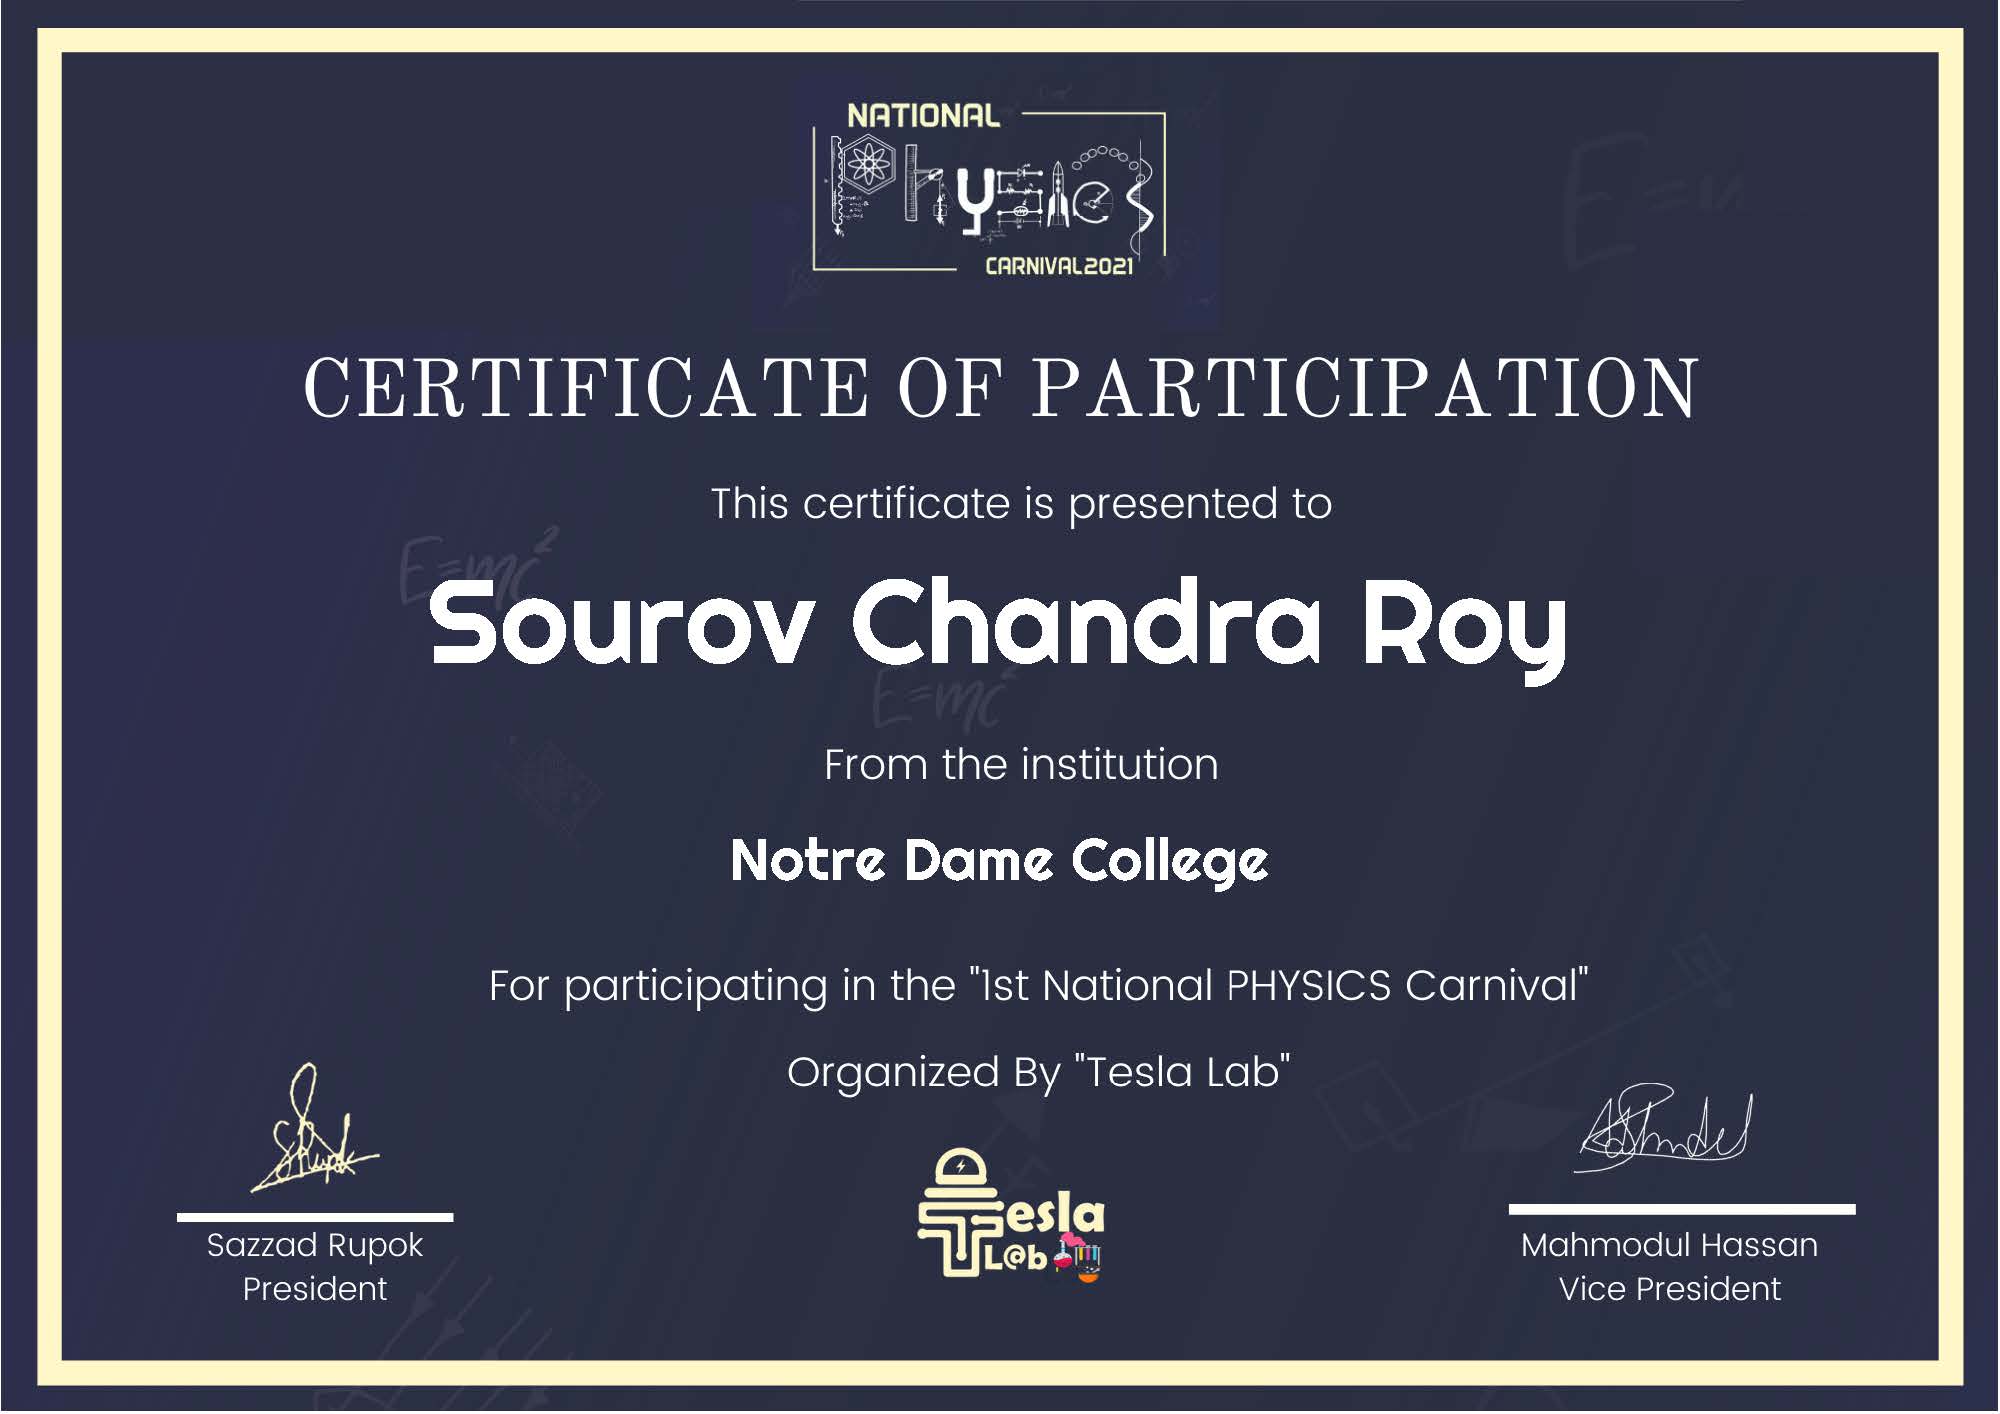 NATIONAL
Physics
CARNIVAL2021
CERTIFICATE OF PARTICIPATION
This certificate is presented to
E=mc²
Sourov Chandra Roy
E=mc²
From the institution
Notre Dame College
For participating in the "1st National PHYSICS Carnival"
Organized By "Tesla Lab"
Tesla
L@b
Sazzad Rupok
President
Mahmodul Hassan
Vice President